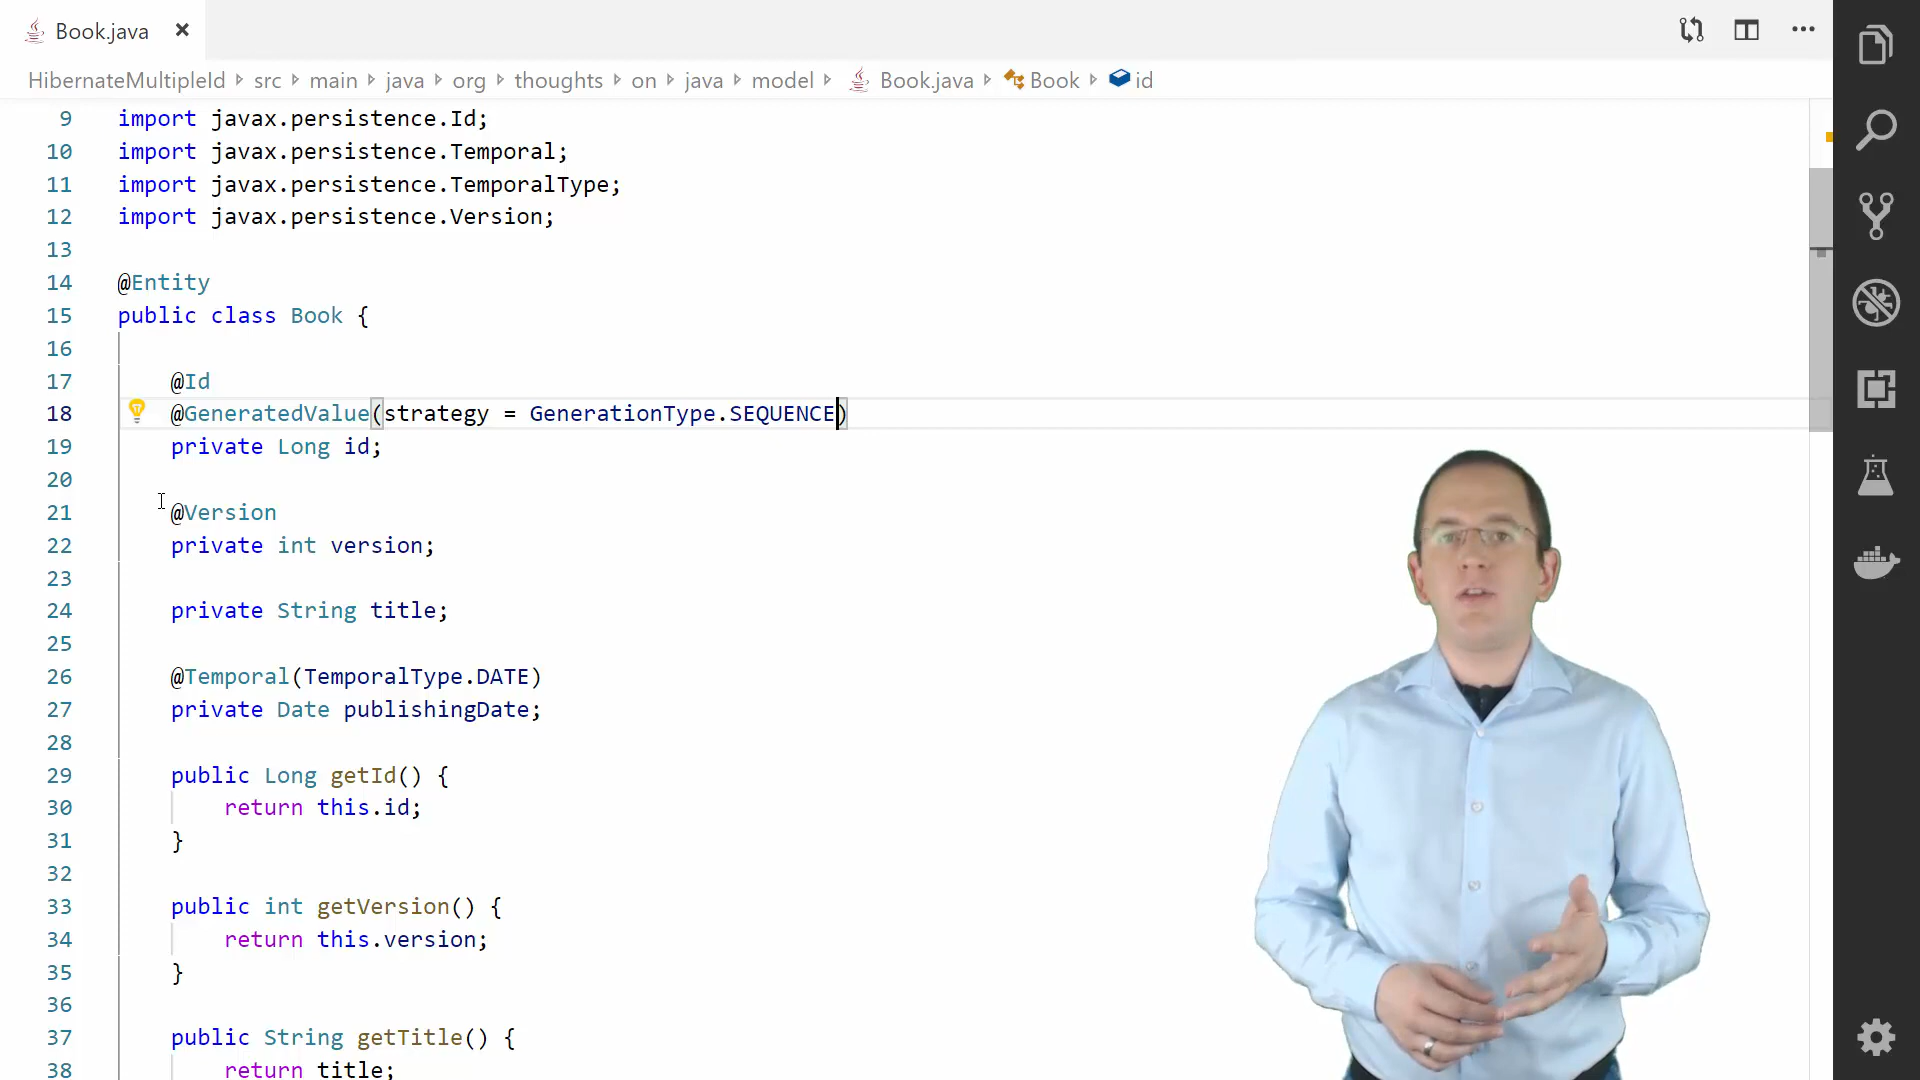 Book.java
HibernateMultipleId src main java org thoughts on java model Book.java Book id
9 import javax.persistence.Id;
10 import javax.persistence.Temporal;
11 import javax.persistence.TemporalType;
12 import javax.persistence.Version;
13
14 @Entity
15 public class Book {
16
17 @Id
18 @GeneratedValue(strategy = GenerationType.SEQUENCE)
19 private Long id;
20
21 @Version
22 private int version;
23
24 private String title;
25
26 @Temporal(TemporalType.DATE)
27 private Date publishingDate;
28
29 public Long getId() {
30 return this.id;
31 }
32
33 public int getVersion() {
34 return this.version;
35 }
36
37 public String getTitle() {
38 return title;